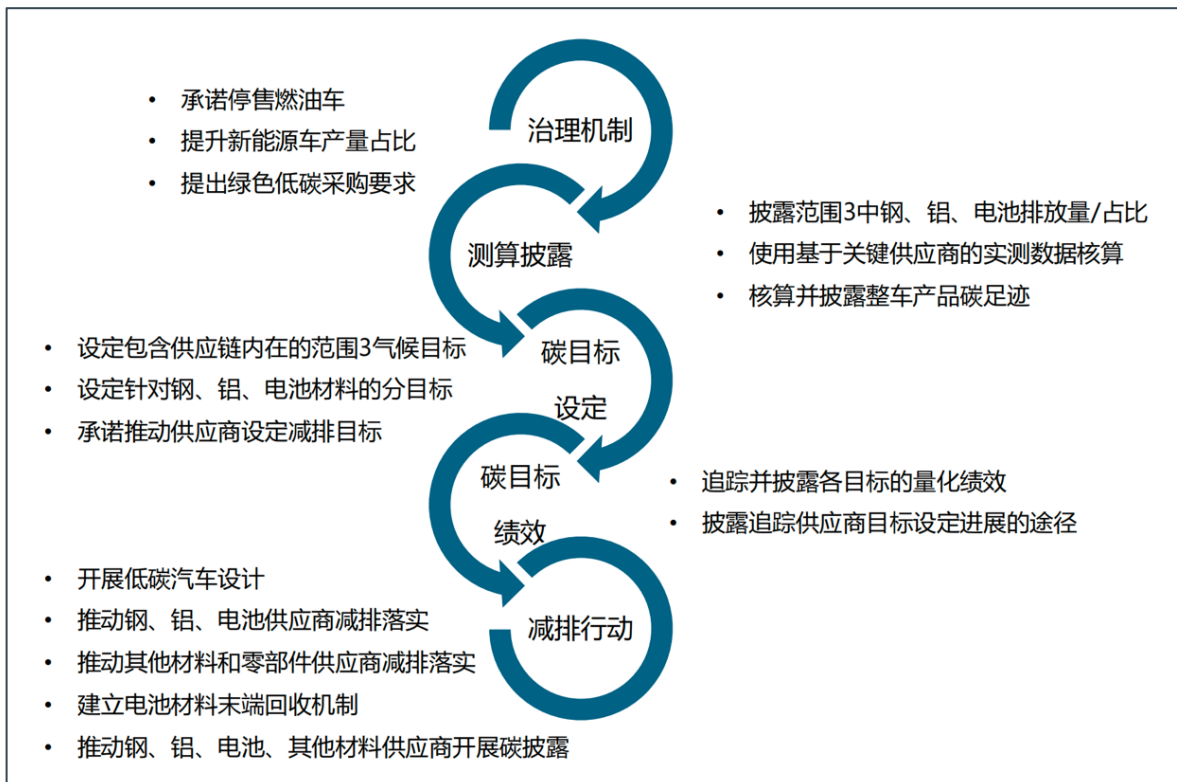 • 承诺停售燃油车
• 提升新能源车产量占比
• 提出绿色低碳采购要求
治理机制
测算披露
• 披露范围3中钢、铝、电池排放量/占比
• 使用基于关键供应商的实测数据核算
• 核算并披露整车产品碳足迹
• 设定包含供应链内在的范围3气候目标
• 设定针对钢、铝、电池材料的分目标
• 承诺推动供应商设定减排目标
碳目标
设定
碳目标
绩效
• 追踪并披露各目标的量化绩效
• 披露追踪供应商目标设定进展的途径
• 开展低碳汽车设计
• 推动钢、铝、电池供应商减排落实
• 推动其他材料和零部件供应商减排落实
• 建立电池材料末端回收机制
• 推动钢、铝、电池、其他材料供应商开展碳披露
减排行动